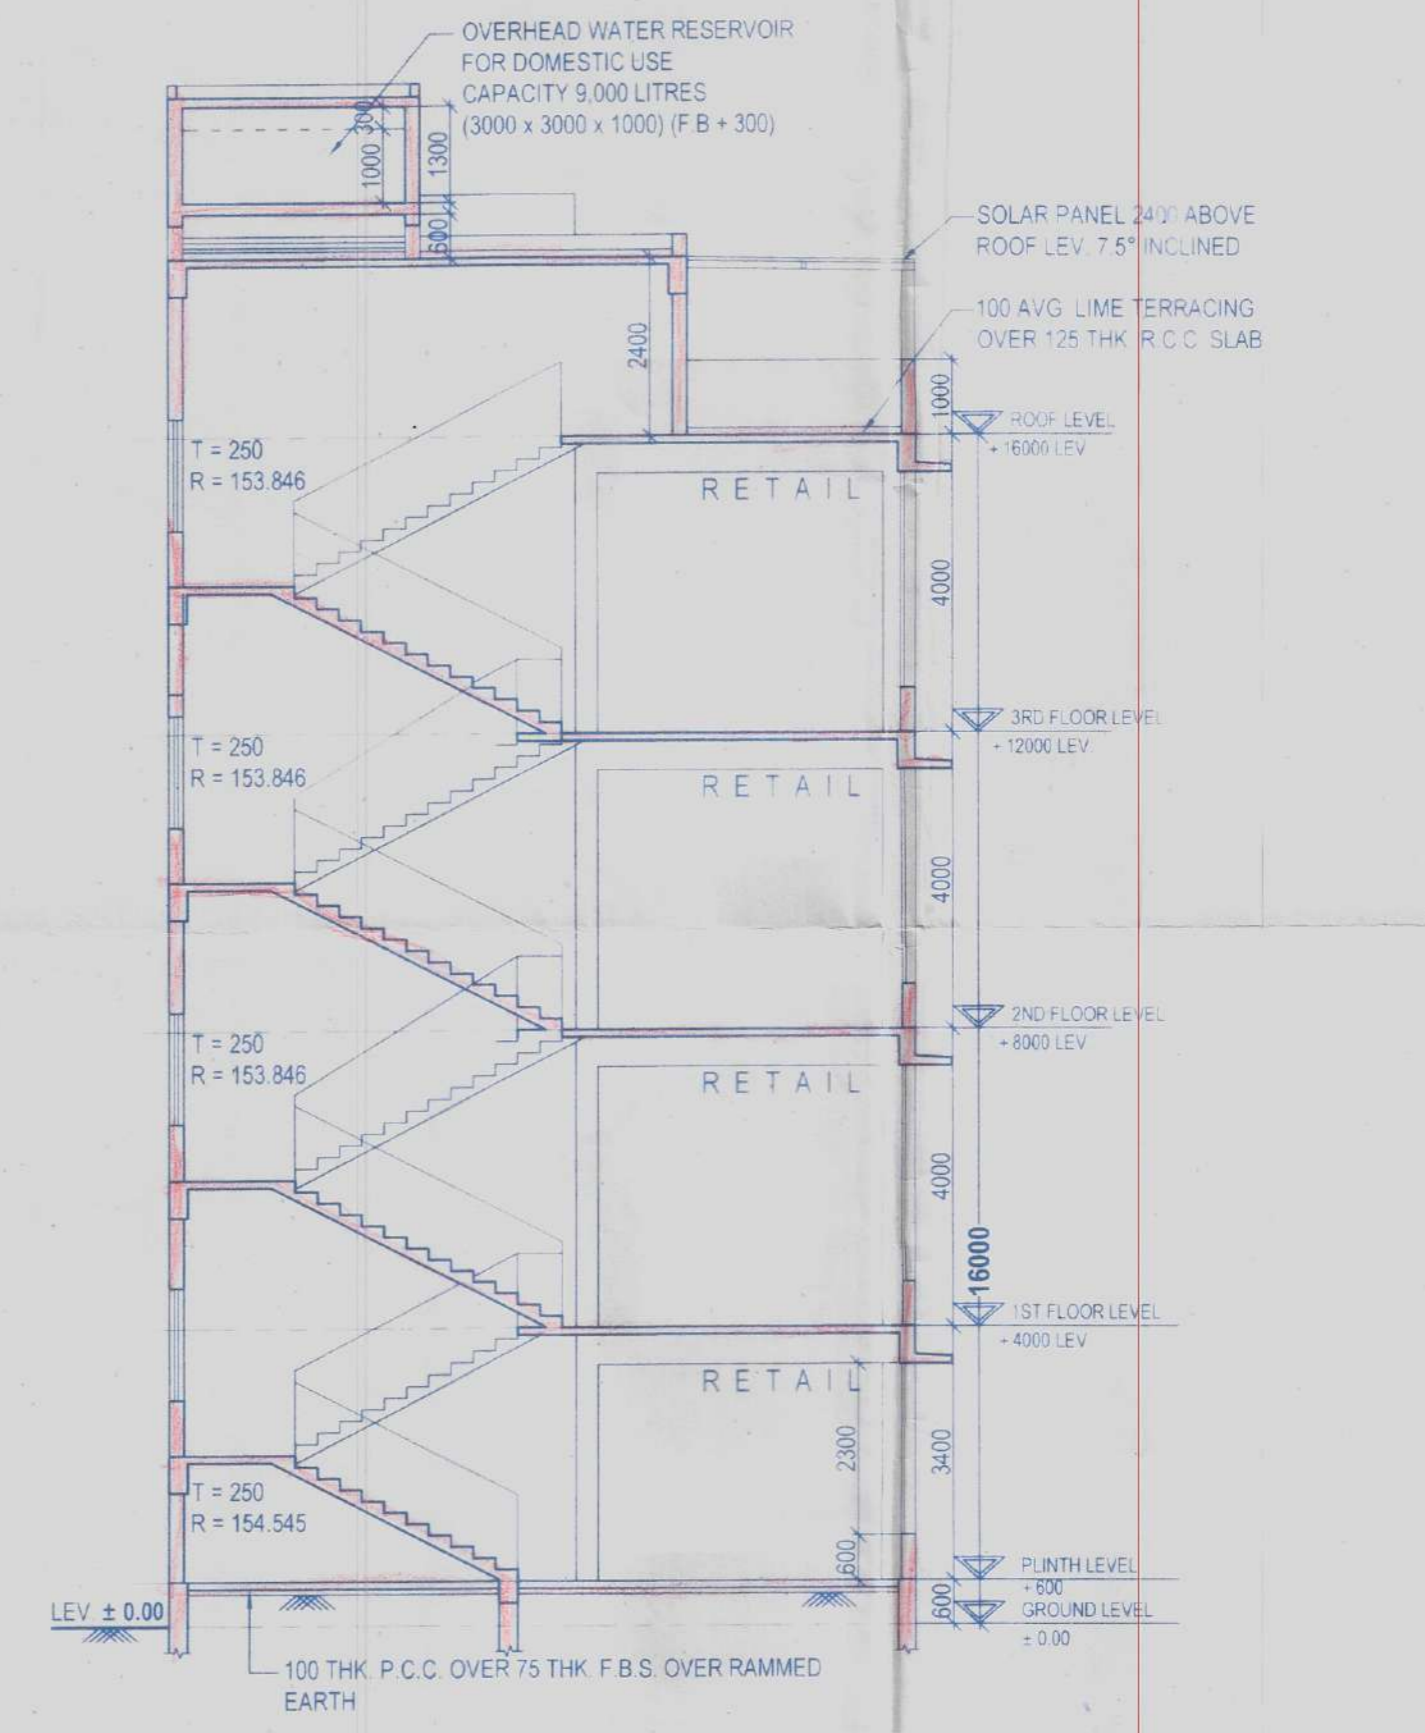 OVERHEAD WATER RESERVOIR
FOR DOMESTIC USE
CAPACITY 9,000 LITRES
(3000 x 3000 x 1000) (F.B + 300)
300
1000
1300
600
SOLAR PANEL 2400 ABOVE
ROOF LEV. 7.5° INCLINED
100 AVG LIME TERRACING
OVER 125 THK R.C.C SLAB
2400
1000
ROOF LEVEL
+ 16000 LEV
T = 250
R = 153.846
RETAIL
4000
3RD FLOOR LEVEL
+ 12000 LEV.
T = 250
R = 153.846
RETAIL
4000
2ND FLOOR LEVEL
+ 8000 LEV
T = 250
R = 153.846
RETAIL
4000
16000
1ST FLOOR LEVEL
+ 4000 LEV
RETAIL
2300
3400
T = 250
R = 154.545
600
PLINTH LEVEL
+ 600
600
GROUND LEVEL
± 0.00
LEV ± 0.00
100 THK. P.C.C. OVER 75 THK. F.B.S. OVER RAMMED
EARTH